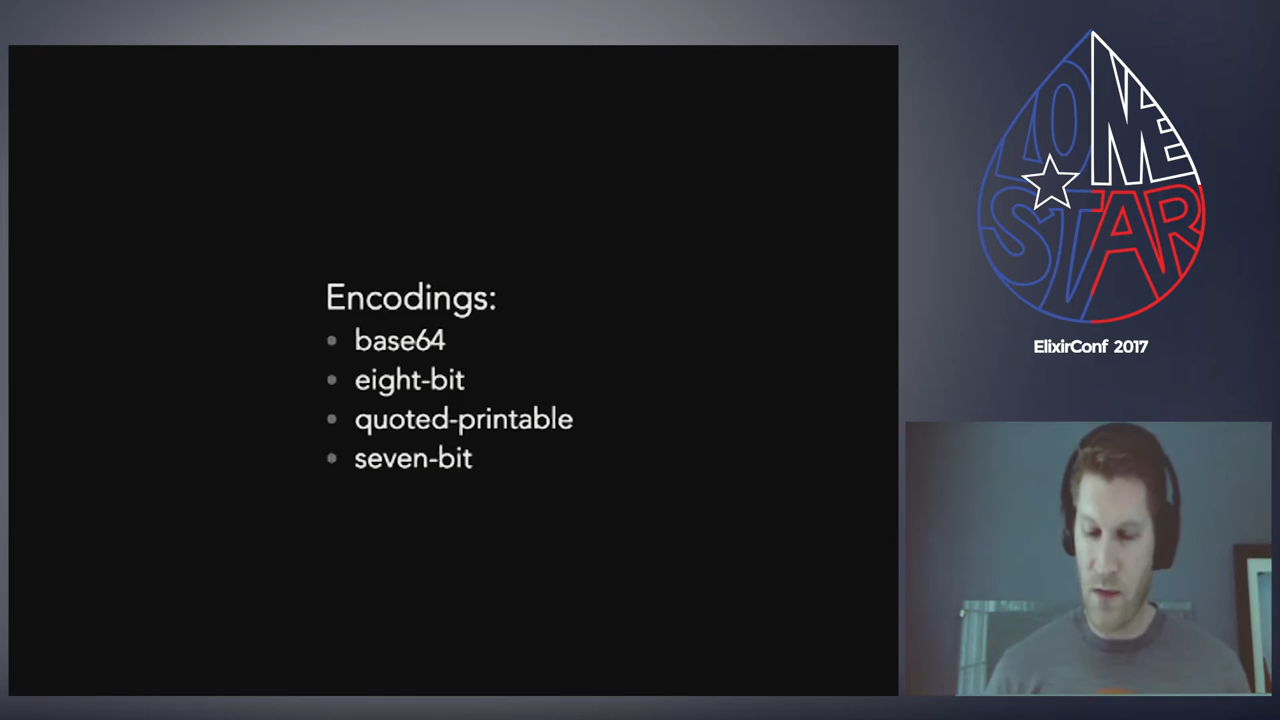 Encodings:
• base64
• eight-bit
• quoted-printable
• seven-bit
LONE
STAR
ElixirConf 2017